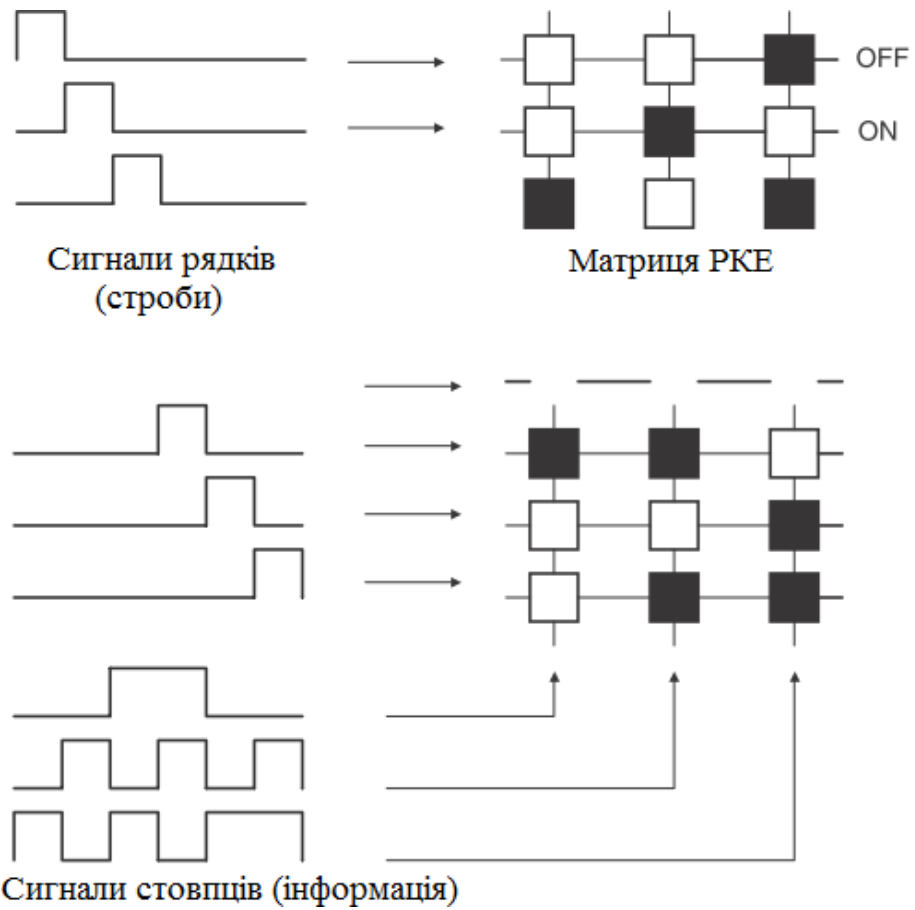 OFF
ON
Сигнали рядків
(строби)
Матриця РКЕ
Сигнали стовпців (інформація)